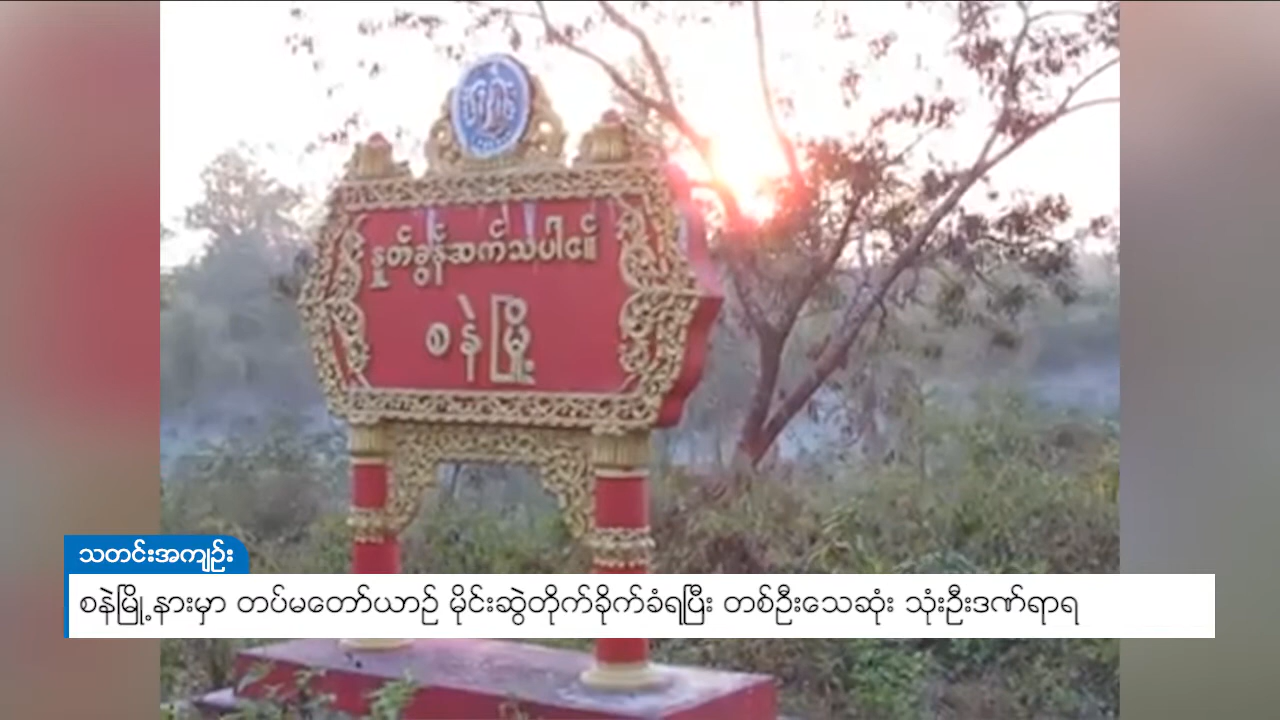 နှုတ်ခွန်ဆက်သပါ၏
စနဲမြို့
သတင်းအကျဉ်း
စနဲမြို့နားမှာ တပ်မတော်ယာဉ် မိုင်းဆွဲတိုက်ခိုက်ခံရပြီး တစ်ဦးသေဆုံး သုံးဦးဒဏ်ရာရ